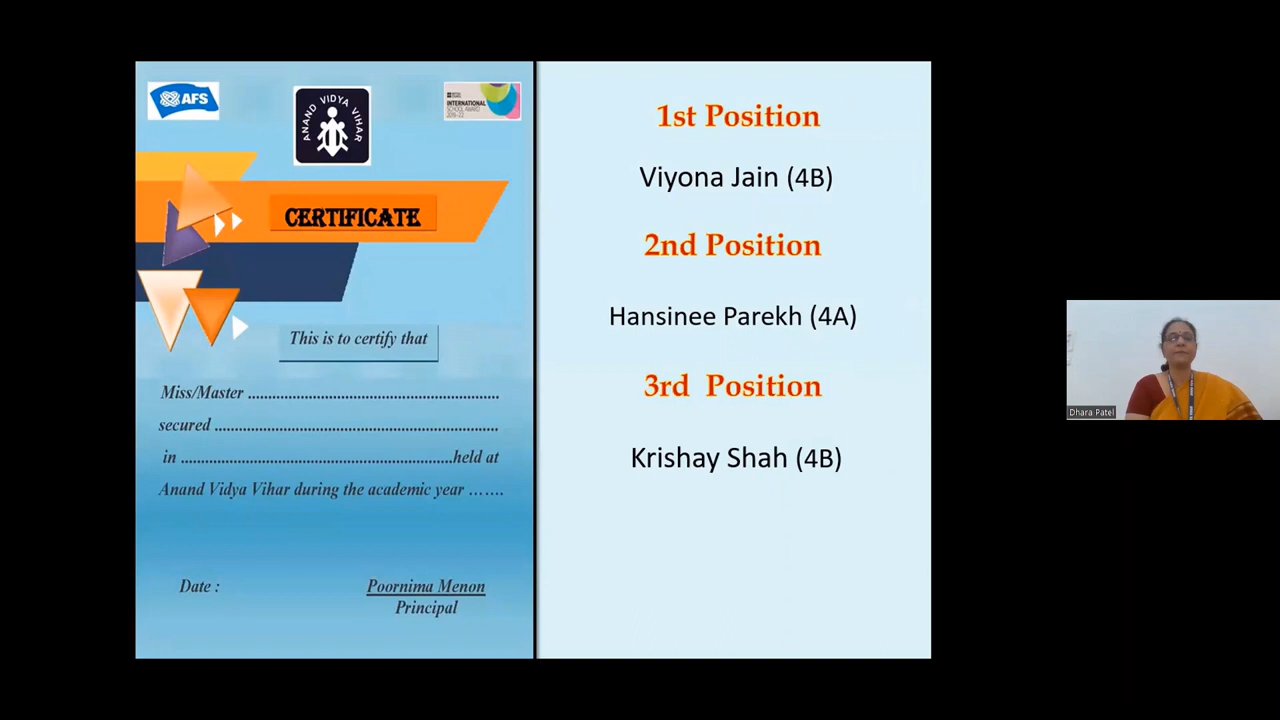 AFS
ANAND VIDYA VIHAR
INTERNATIONAL
SCHOOL AWARD
CERTIFICATE
This is to certify that
Miss/Master ..................................................................
secured .........................................................................
in .....................................................................held at
Anand Vidya Vihar during the academic year …….
Date :
Poornima Menon
Principal
1st Position
Viyona Jain (4B)
2nd Position
Hansinee Parekh (4A)
3rd Position
Krishay Shah (4B)
Dhara Patel